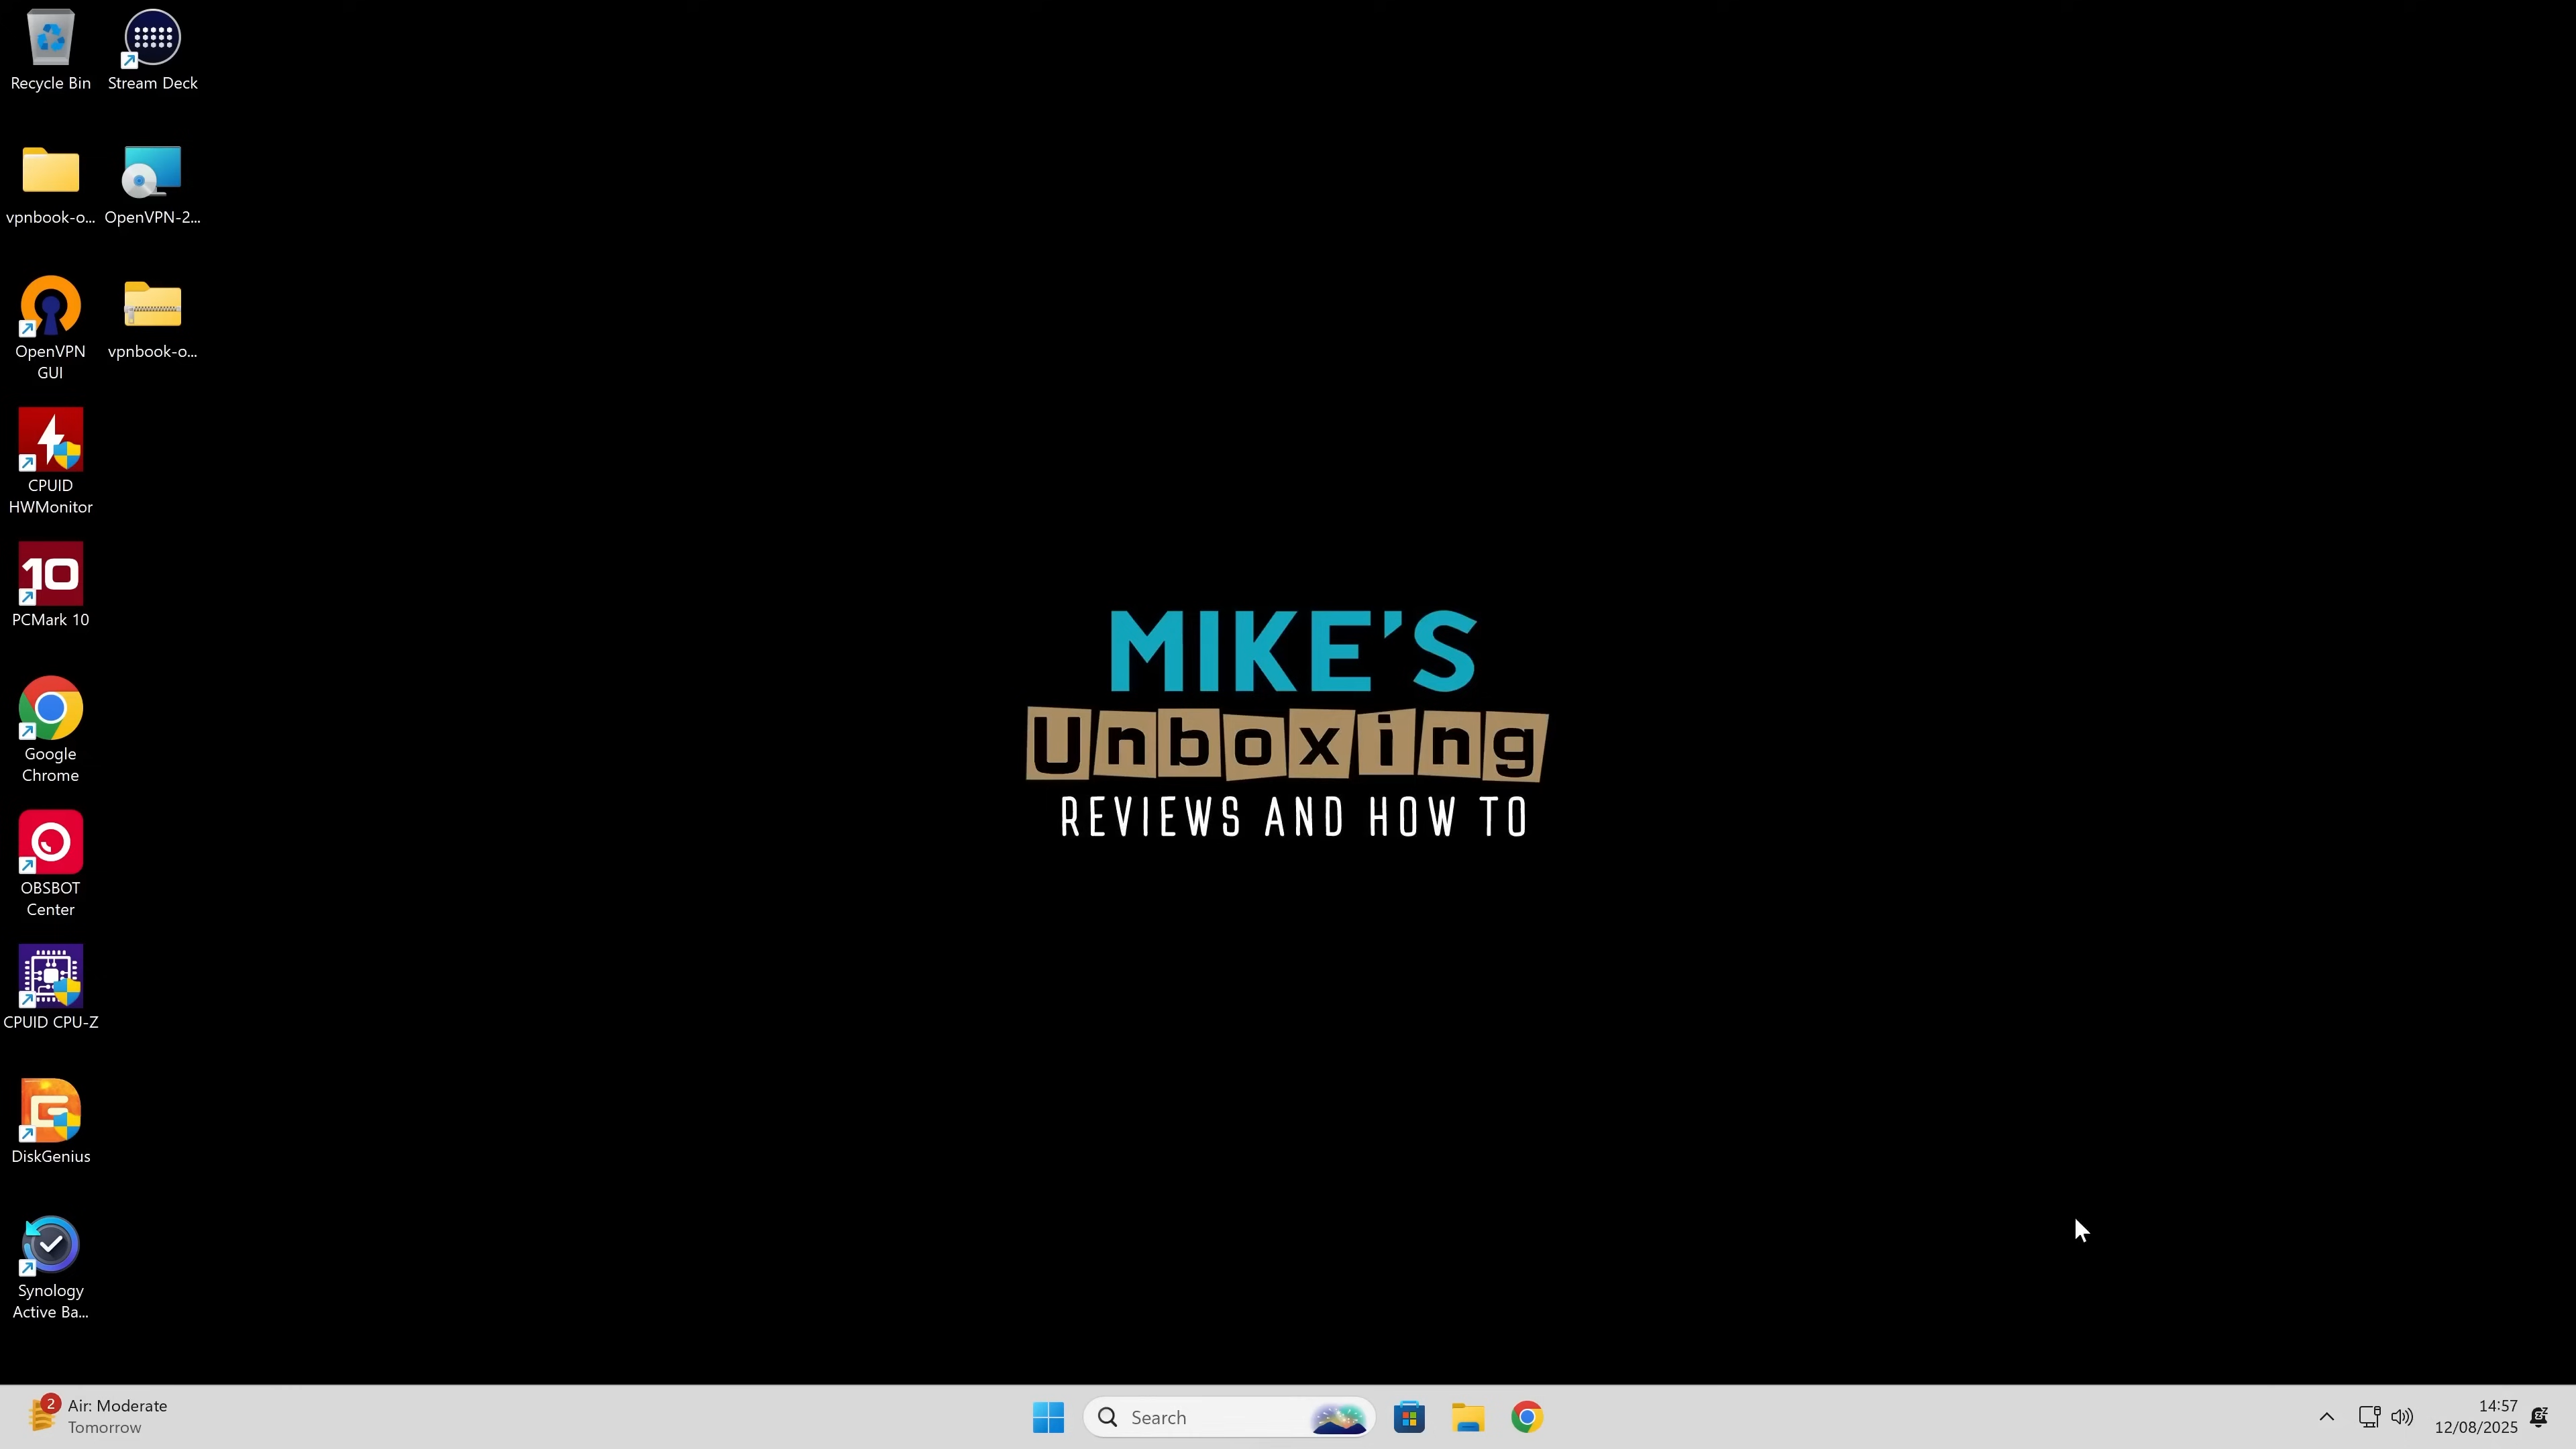 Recycle Bin
Stream Deck
vpnbook-o...
OpenVPN-2...
OpenVPN
GUI
vpnbook-o...
CPUID
HWMonitor
10
PCMark 10
Google
Chrome
OBSBOT
Center
CPUID CPU-Z
DiskGenius
Synology
Active Ba...
MIKE'S
Unboxing
REVIEWS AND HOW TO
2
Air: Moderate
Tomorrow
Search
14:57
12/08/2025